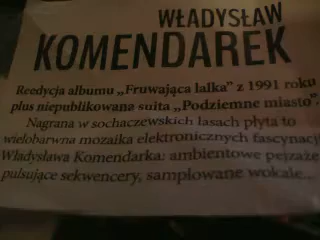 WŁADYSŁAW
KOMENDAREK
Reedycja albumu „Fruwająca lalka" z 1991 roku
plus niepublikowana suita „Podziemne miasto".
Nagrana w sochaczewskich lasach płyta to
wielobarwna mozaika elektronicznych fascynacji
Władysława Komendarka: ambientowe pejzaże
pulsujące sekwencery, samplowane wokale...